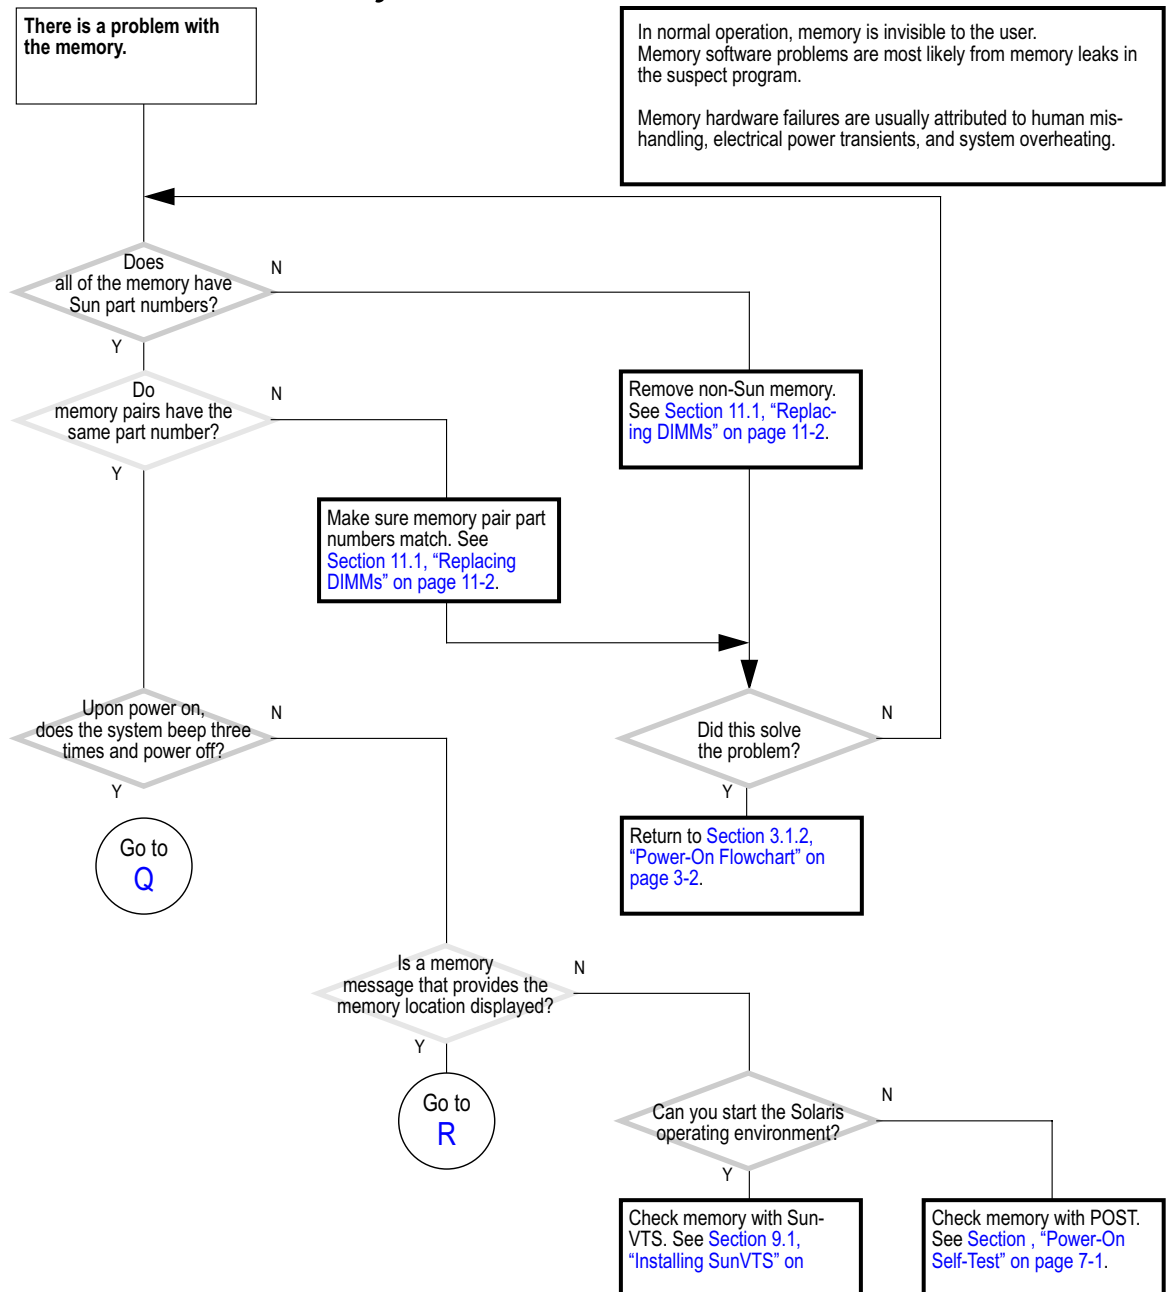 There is a problem with
the memory.
In normal operation, memory is invisible to the user.
Memory software problems are most likely from memory leaks in
the suspect program.
Memory hardware failures are usually attributed to human mis-
handling, electrical power transients, and system overheating.
Does
all of the memory have
Sun part numbers?
N
Y
Do
memory pairs have the
same part number?
N
Y
Remove non-Sun memory.
See Section 11.1, “Replac-
ing DIMMs” on page 11-2.
Make sure memory pair part
numbers match. See
Section 11.1, “Replacing
DIMMs” on page 11-2.
Upon power on,
does the system beep three
times and power off?
N
Y
Did this solve
the problem?
N
Y
Go to
Q
Return to Section 3.1.2,
“Power-On Flowchart” on
page 3-2.
Is a memory
message that provides the
memory location displayed?
N
Y
Go to
R
Can you start the Solaris
operating environment?
N
Y
Check memory with Sun-
VTS. See Section 9.1,
“Installing SunVTS” on
Check memory with POST.
See Section , “Power-On
Self-Test” on page 7-1.